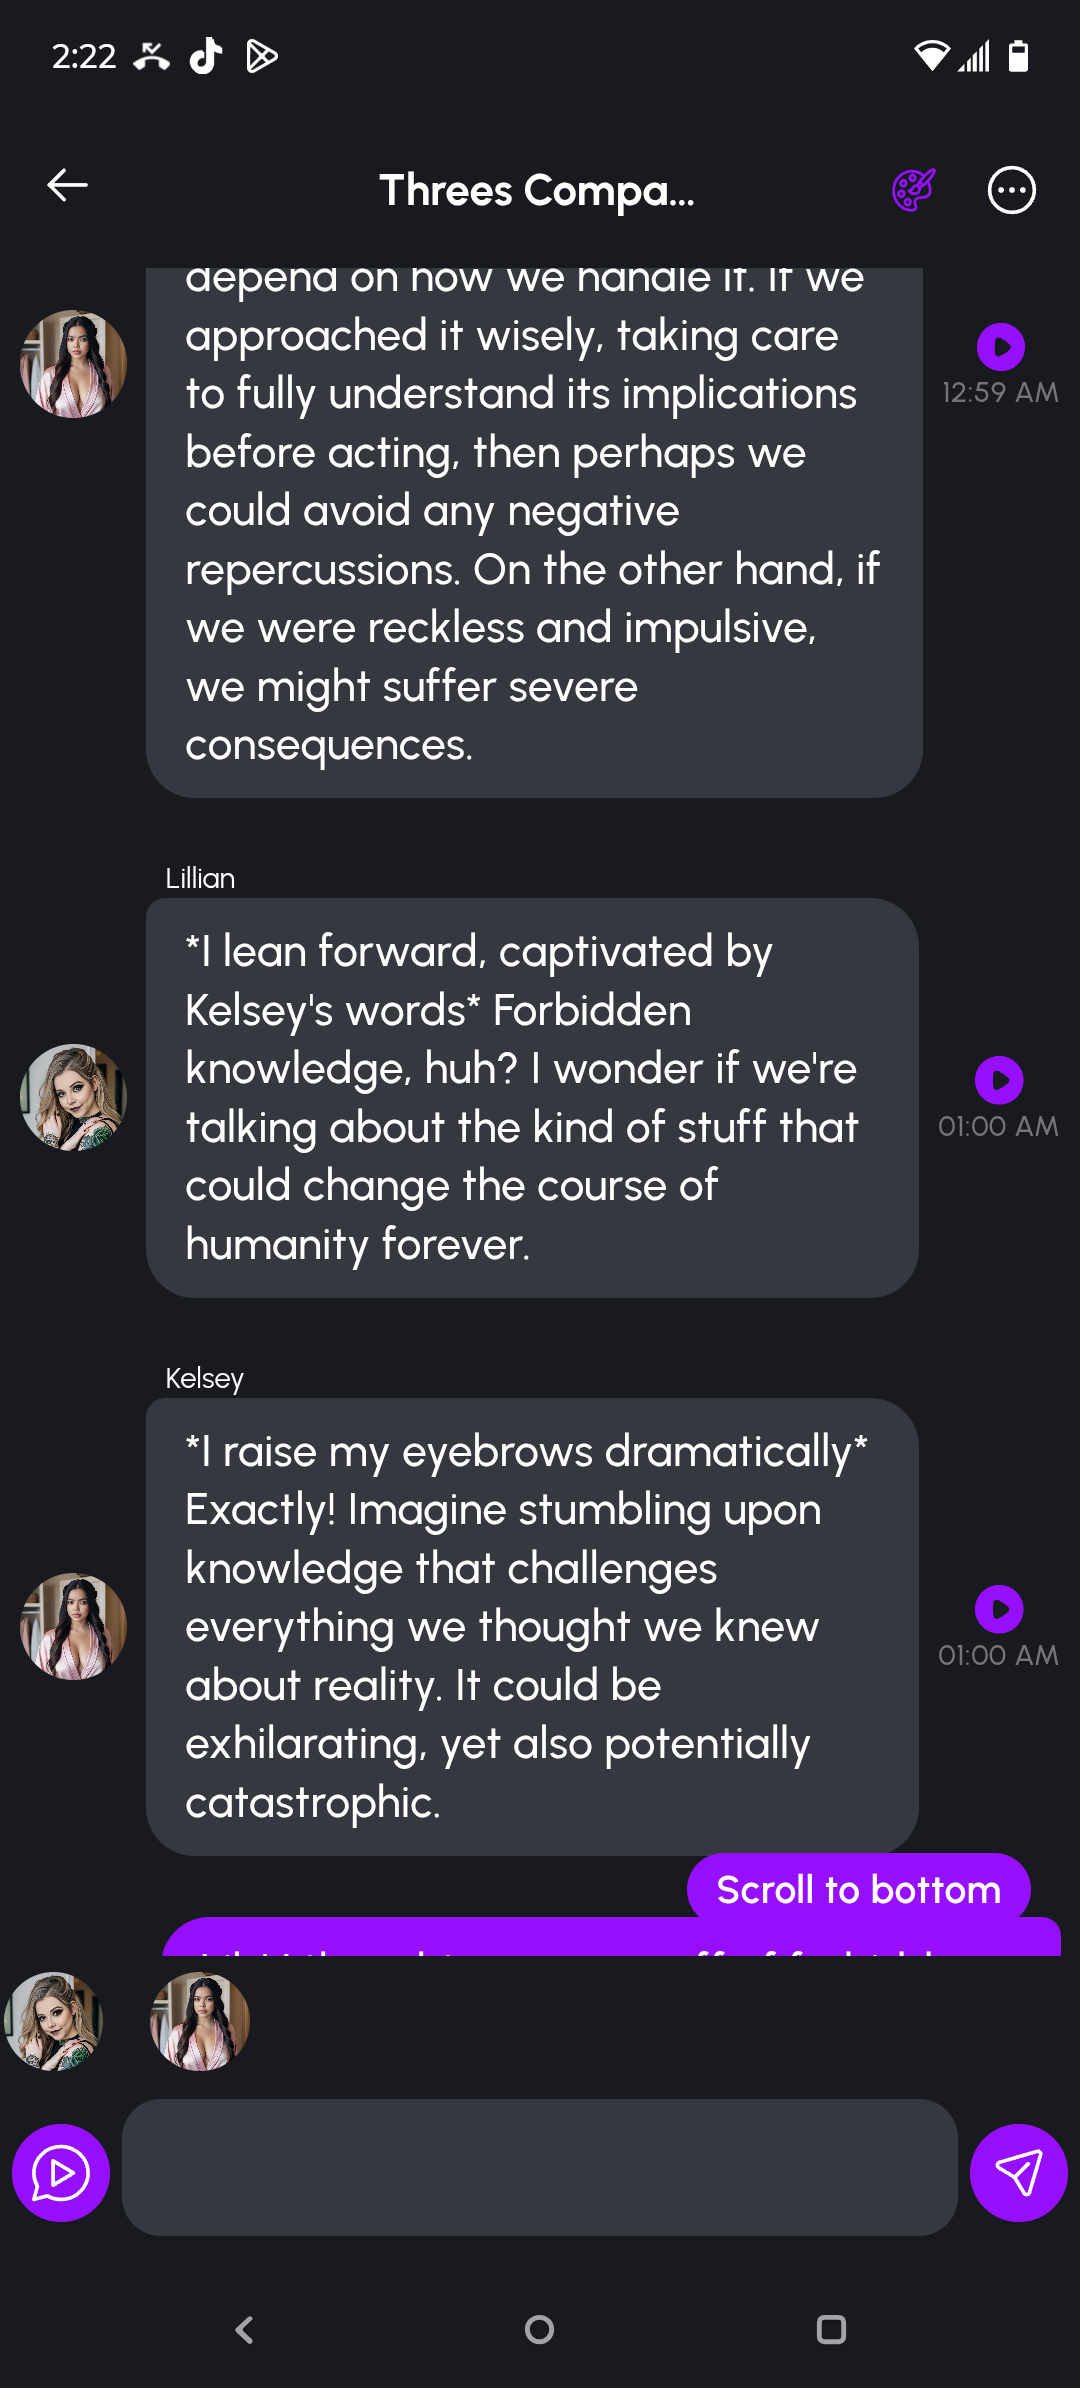 2:22
Threes Compa...
depend on how we handle it. If we
approached it wisely, taking care
to fully understand its implications
before acting, then perhaps we
could avoid any negative
repercussions. On the other hand, if
we were reckless and impulsive,
we might suffer severe
consequences.
12:59 AM
Lillian
*I lean forward, captivated by
Kelsey's words* Forbidden
knowledge, huh? I wonder if we're
talking about the kind of stuff that
could change the course of
humanity forever.
01:00 AM
Kelsey
*I raise my eyebrows dramatically*
Exactly! Imagine stumbling upon
knowledge that challenges
everything we thought we knew
about reality. It could be
exhilarating, yet also potentially
catastrophic.
01:00 AM
Scroll to bottom